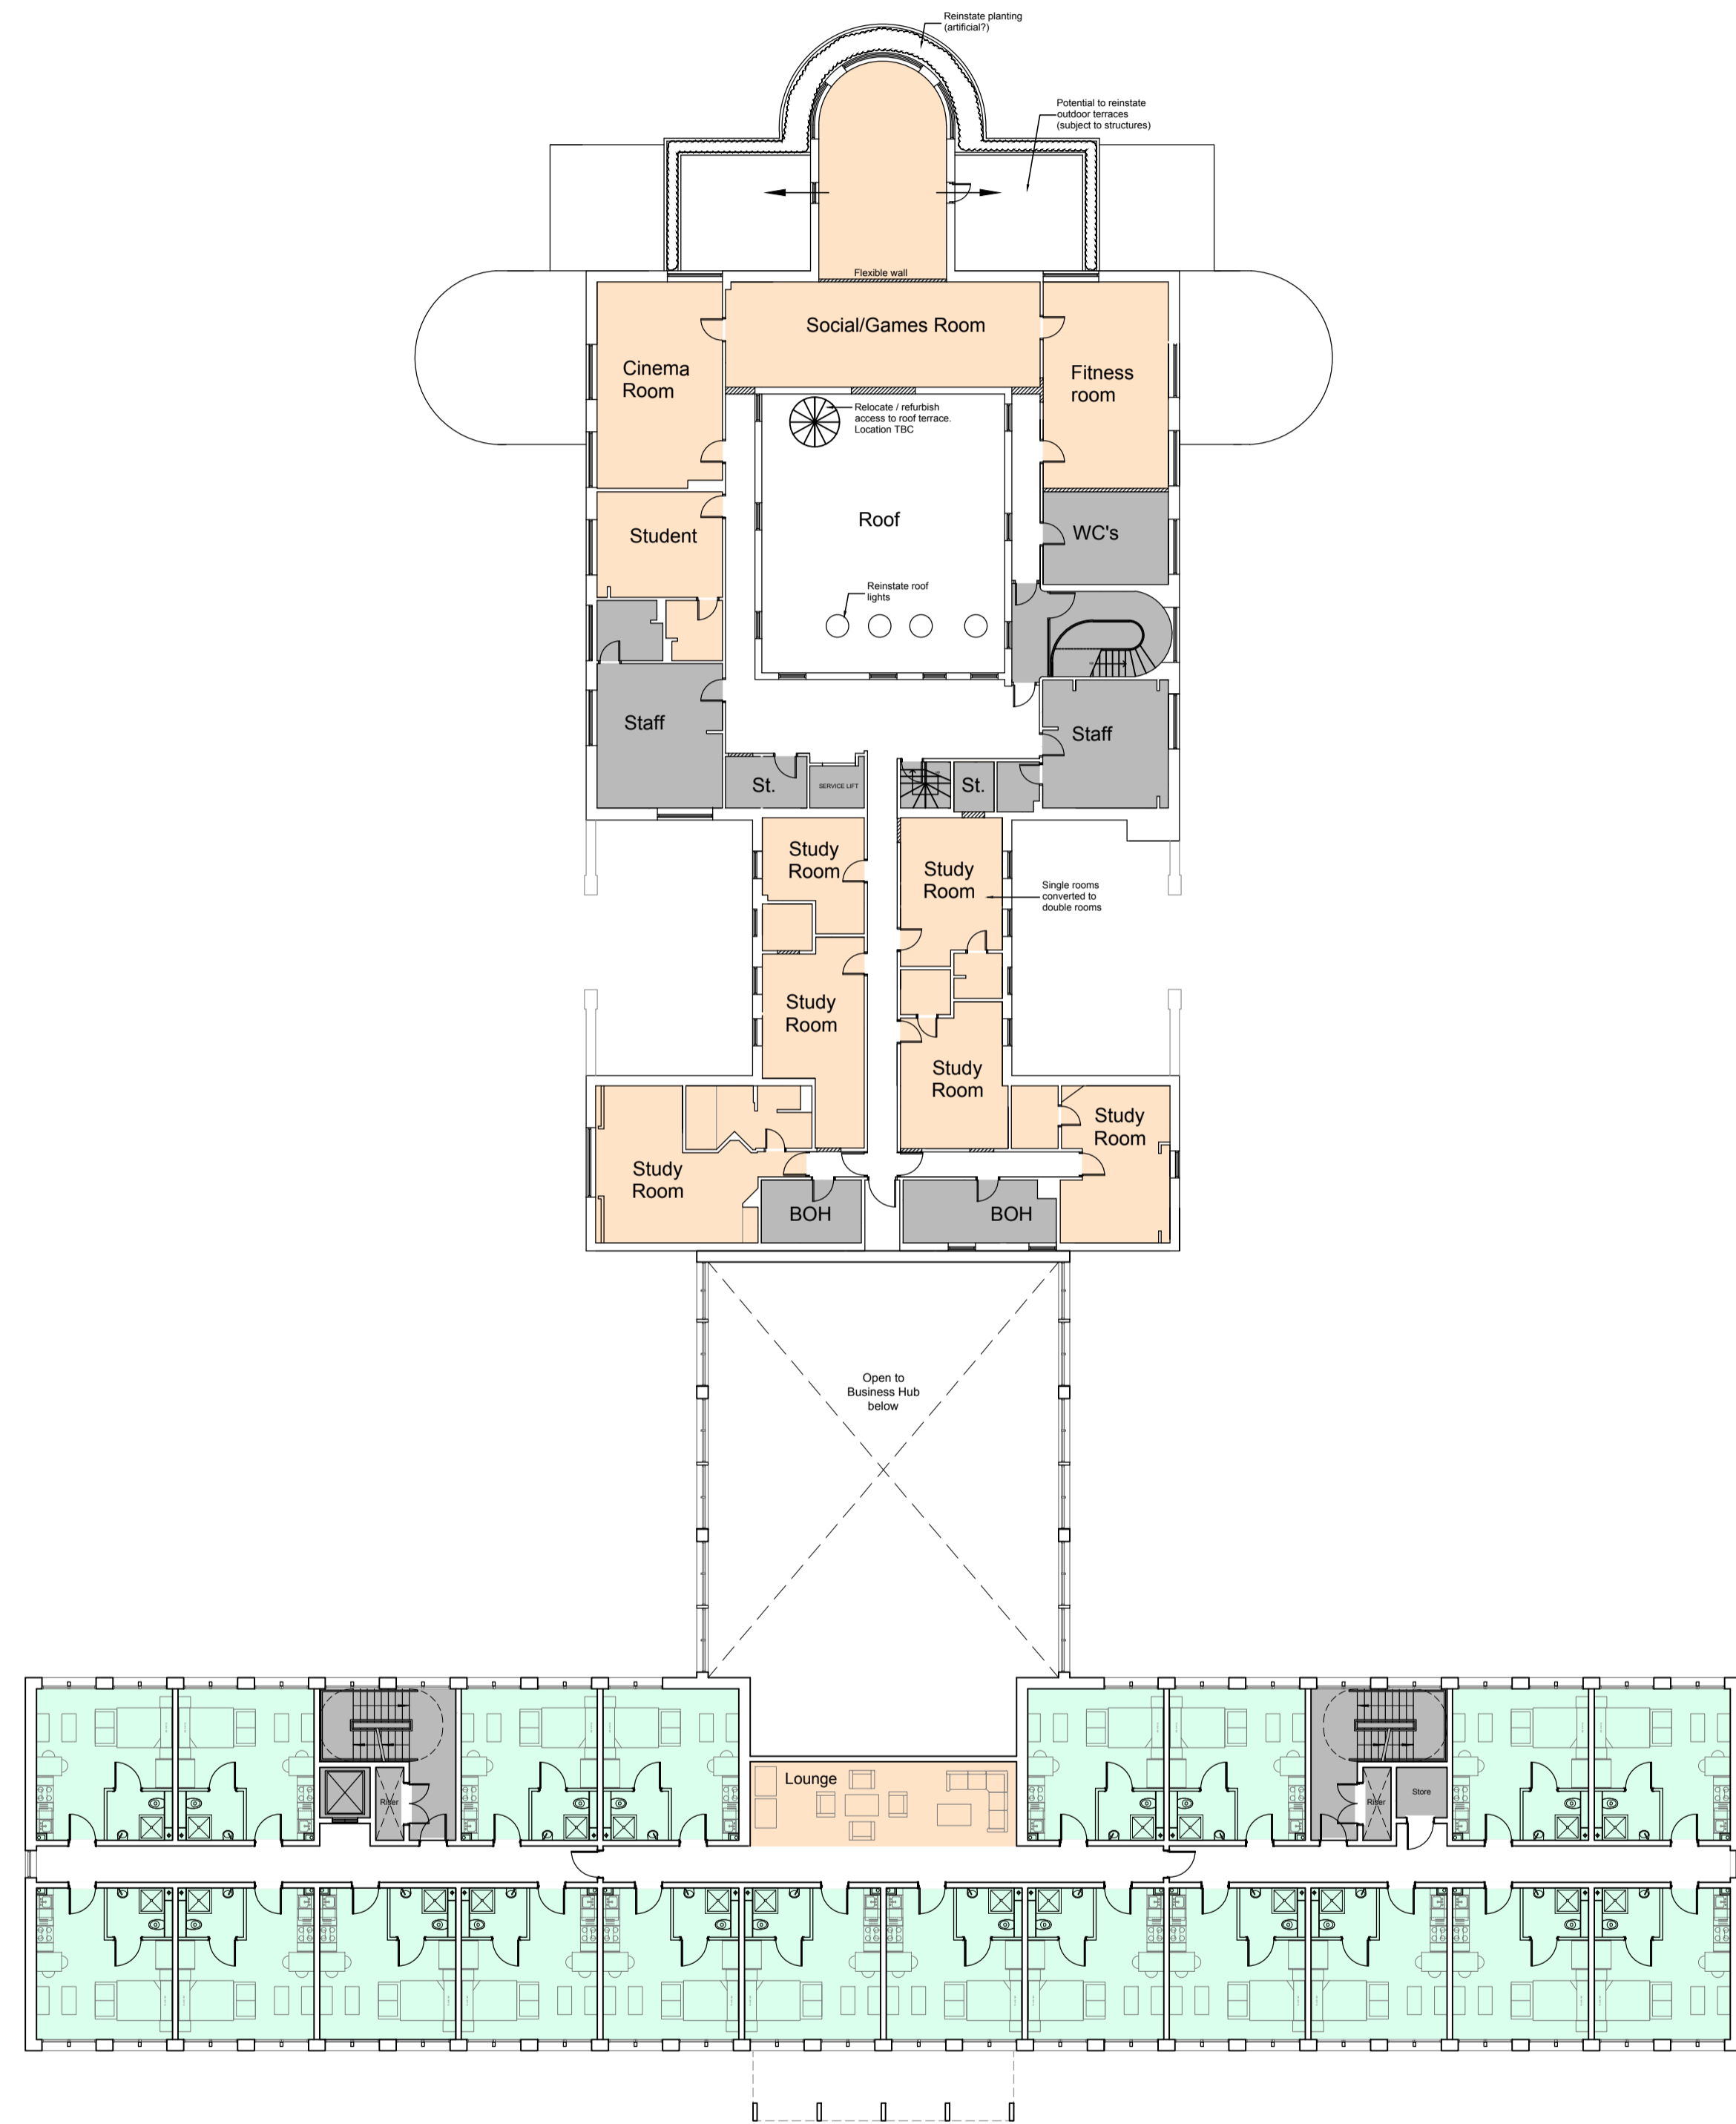 Reinstate planting
(artificial?)
Potential to reinstate
outdoor terraces
(subject to structures)
Flexible wall
Social/Games Room
Cinema
Room
Fitness
room
Relocate / refurbish
access to roof terrace.
Location TBC
Roof
Student
WC's
Reinstate roof
lights
Staff
Staff
St.
SERVICE LIFT
St.
Study
Room
Study
Room
Single rooms
converted to
double rooms
Study
Room
Study
Room
Study
Room
Study
Room
BOH
BOH
Open to
Business Hub
below
Lounge
Riser
Riser
Store